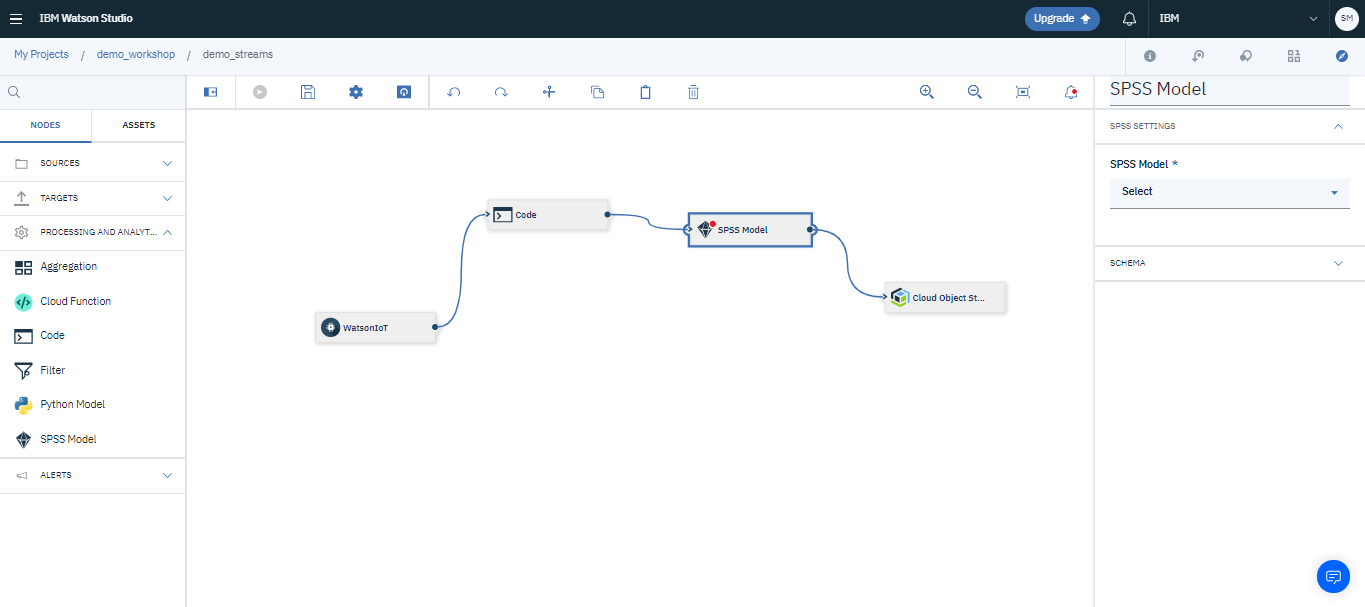 IBM Watson Studio
Upgrade
IBM
SM
My Projects / demo_workshop / demo_streams
NODES
ASSETS
SOURCES
TARGETS
PROCESSING AND ANALYT...
Aggregation
Cloud Function
Code
Filter
Python Model
SPSS Model
ALERTS
Code
SPSS Model
Cloud Object St...
WatsonIoT
SPSS Model
SPSS SETTINGS
SPSS Model *
Select
SCHEMA